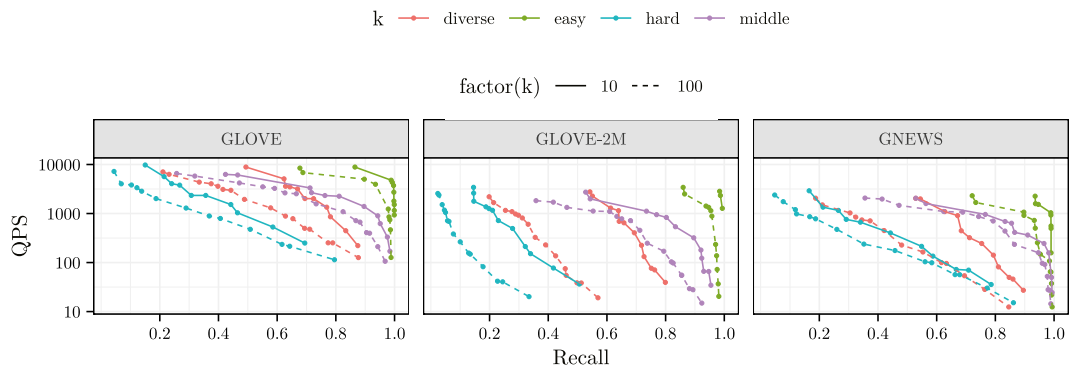 k diverse easy hard middle
factor(k) 10 100
GLOVE GLOVE-2M GNEWS
10000
1000
100
10
QPS
0.2 0.4 0.6 0.8 1.0 0.2 0.4 0.6 0.8 1.0 0.2 0.4 0.6 0.8 1.0
Recall